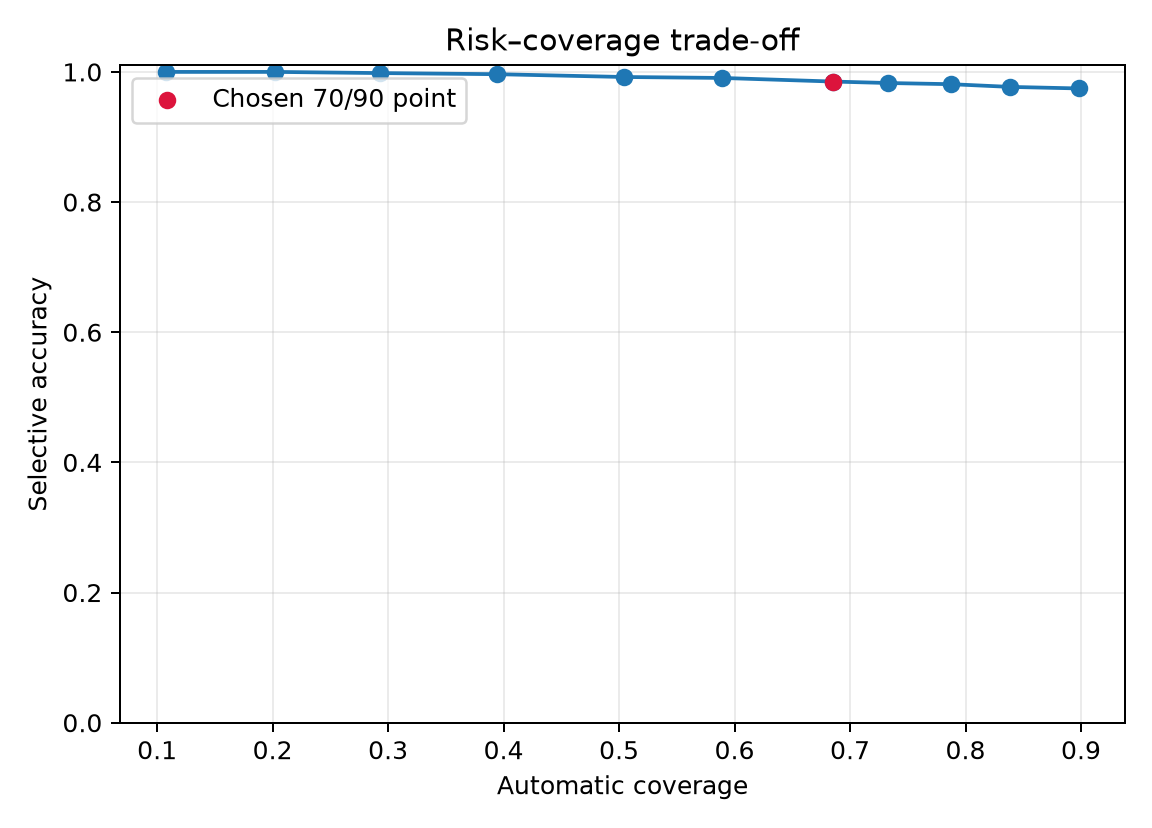 Risk–coverage trade-off
Chosen 70/90 point
Selective accuracy
1.0
0.8
0.6
0.4
0.2
0.0
0.1 0.2 0.3 0.4 0.5 0.6 0.7 0.8 0.9
Automatic coverage